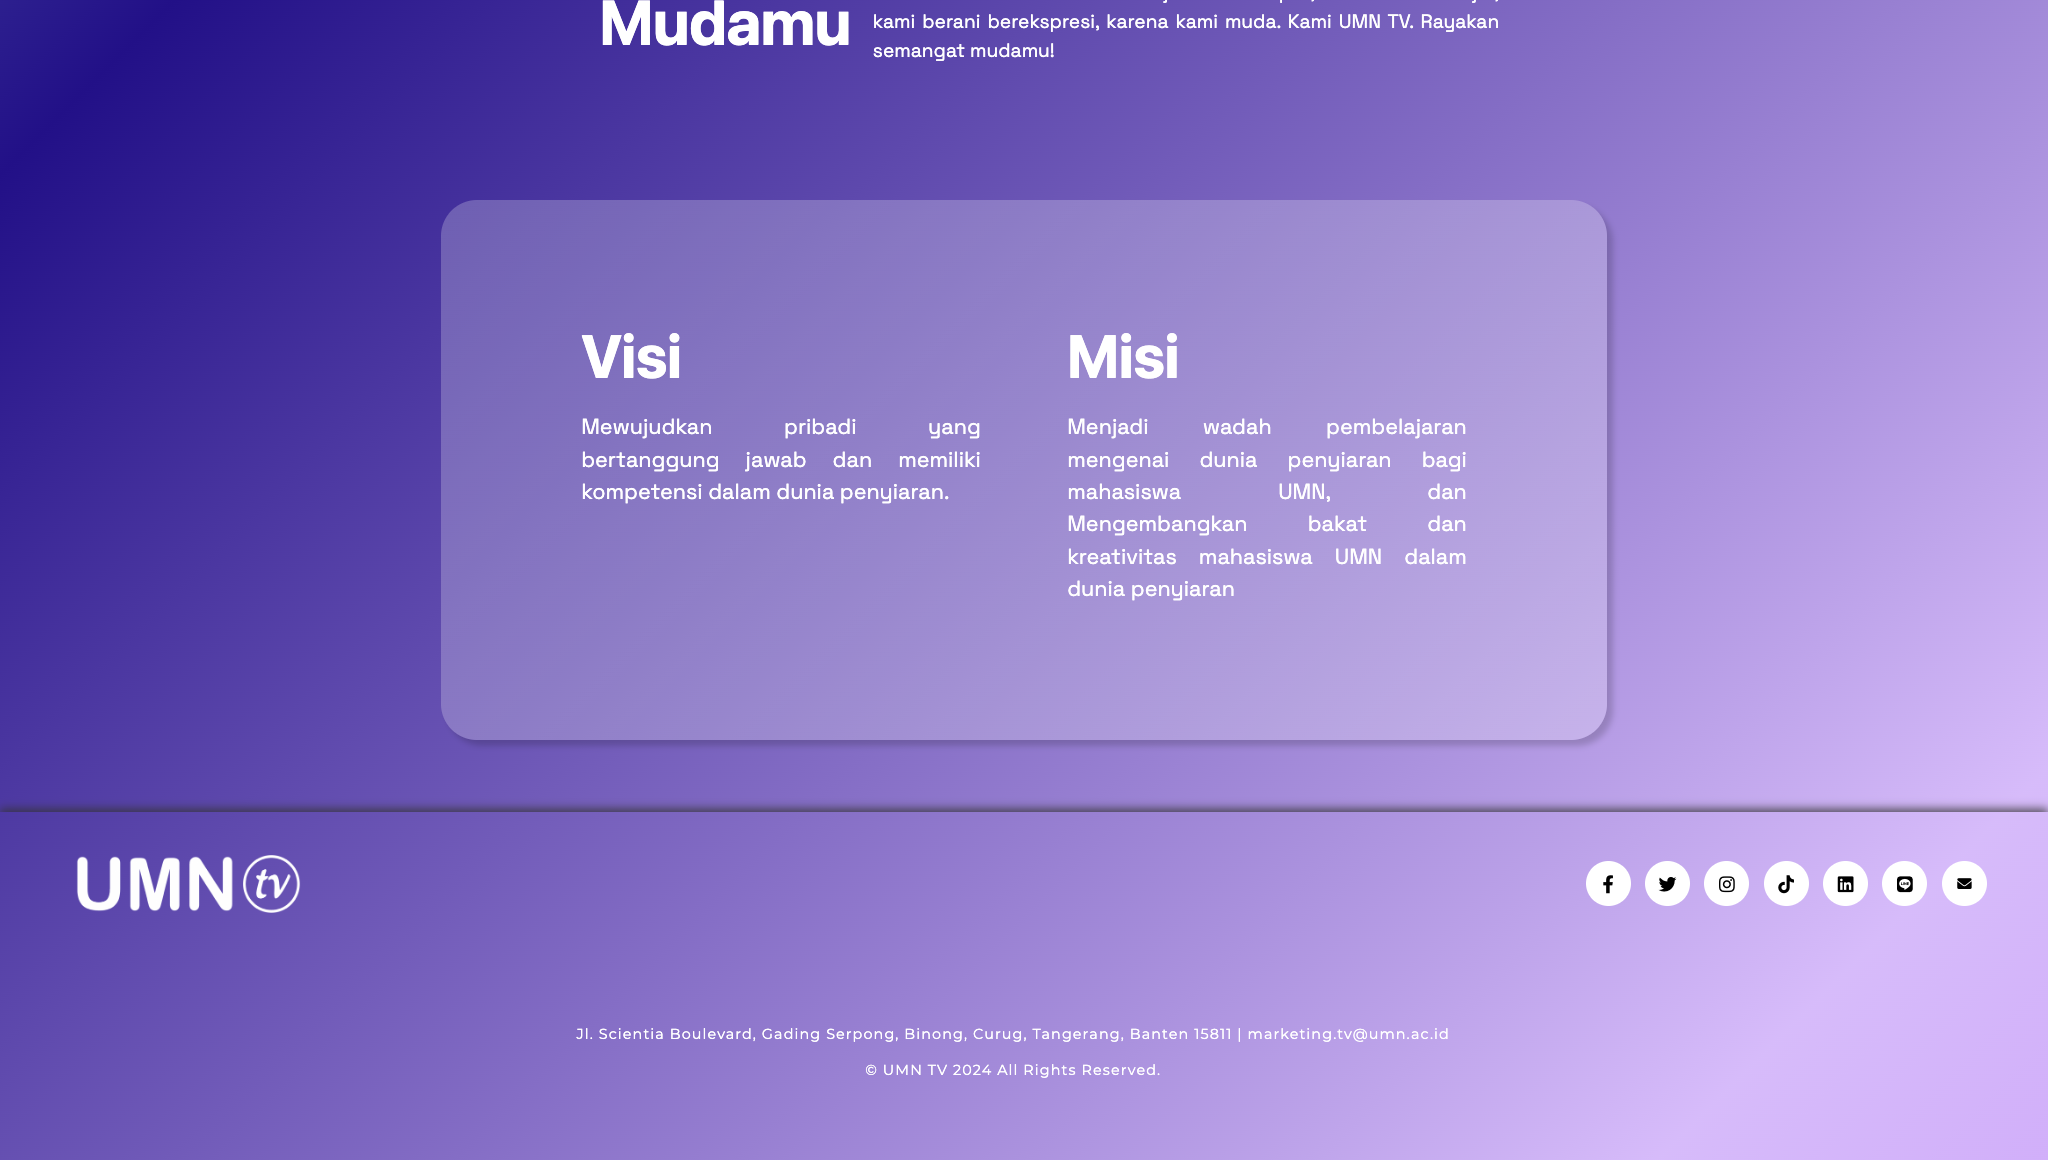 Mudamu
kami berani berekspresi, karena kami muda. Kami UMN TV. Rayakan
semangat mudamu!
Visi
Mewujudkan pribadi yang
bertanggung jawab dan memiliki
kompetensi dalam dunia penyiaran.
Misi
Menjadi wadah pembelajaran
mengenai dunia penyiaran bagi
mahasiswa UMN, dan
Mengembangkan bakat dan
kreativitas mahasiswa UMN dalam
dunia penyiaran
UMN tv
Jl. Scientia Boulevard, Gading Serpong, Binong, Curug, Tangerang, Banten 15811 | marketing.tv@umn.ac.id
© UMN TV 2024 All Rights Reserved.